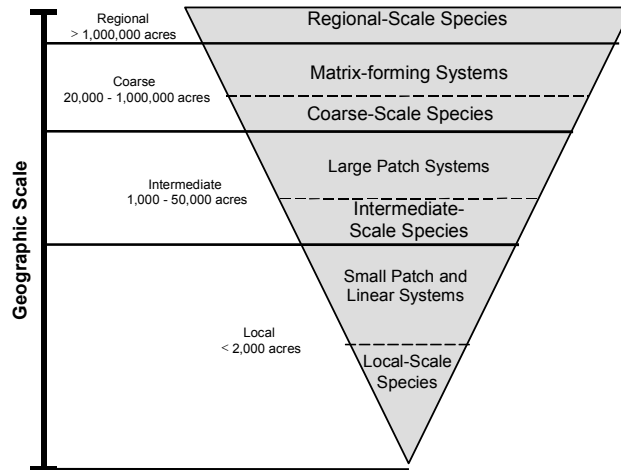 Regional
> 1,000,000 acres
Regional-Scale Species
Coarse
20,000 - 1,000,000 acres
Matrix-forming Systems
Coarse-Scale Species
Intermediate
1,000 - 50,000 acres
Large Patch Systems
Intermediate-
Scale Species
Local
< 2,000 acres
Small Patch and
Linear Systems
Local-Scale
Species
Geographic Scale